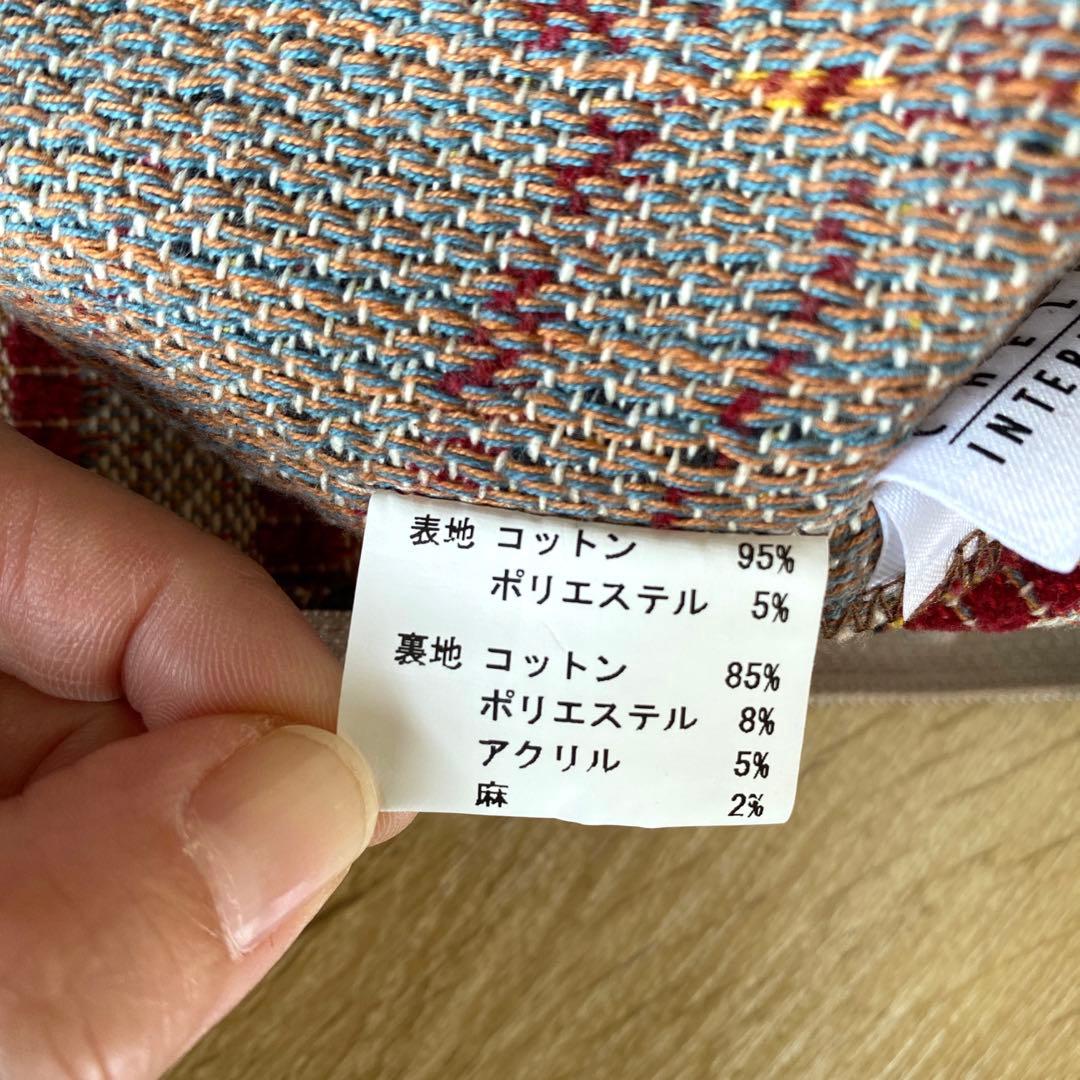 表地 コットン 95%
ポリエステル 5%
裏地 コットン 85%
ポリエステル 8%
アクリル 5%
麻 2%